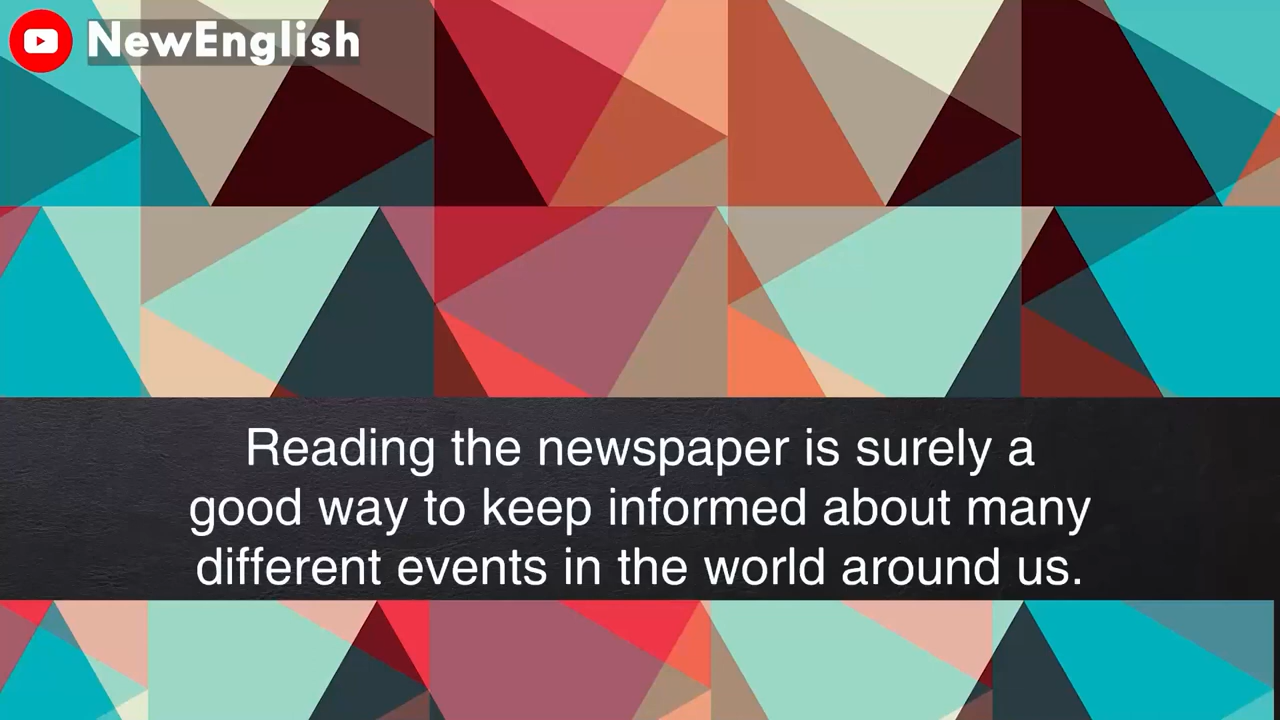 NewEnglish
Reading the newspaper is surely a
good way to keep informed about many
different events in the world around us.